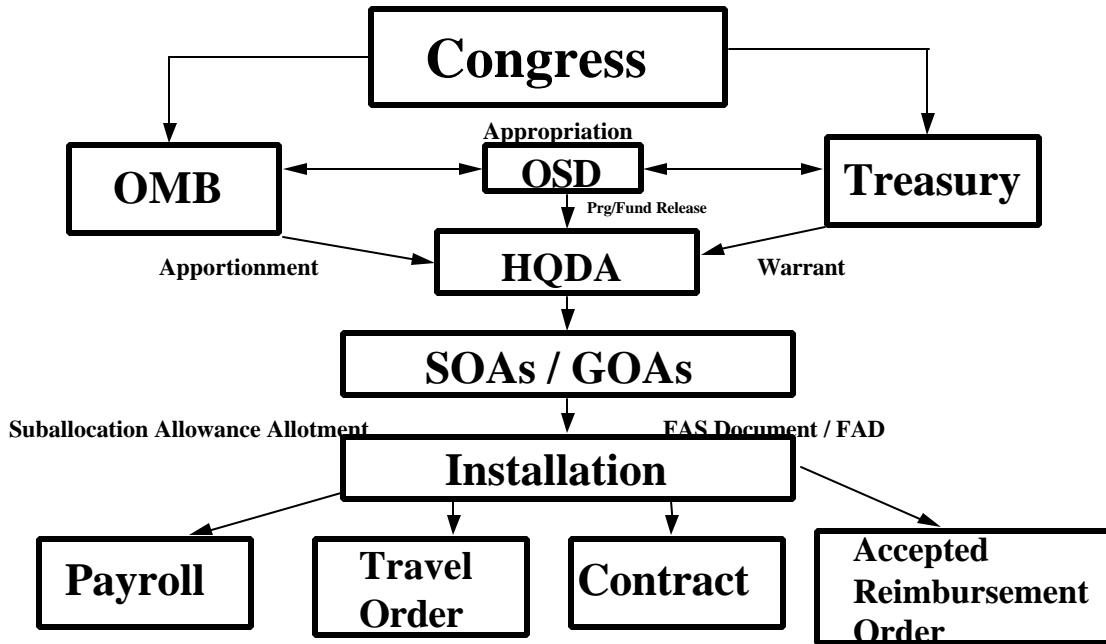 Congress
Appropriation
OMB
OSD
Treasury
Prg/Fund Release
Apportionment
HQDA
Warrant
SOAs / GOAs
Suballocation Allowance Allotment
FAS Document / FAD
Installation
Payroll
Travel
Order
Contract
Accepted
Reimbursement
Order